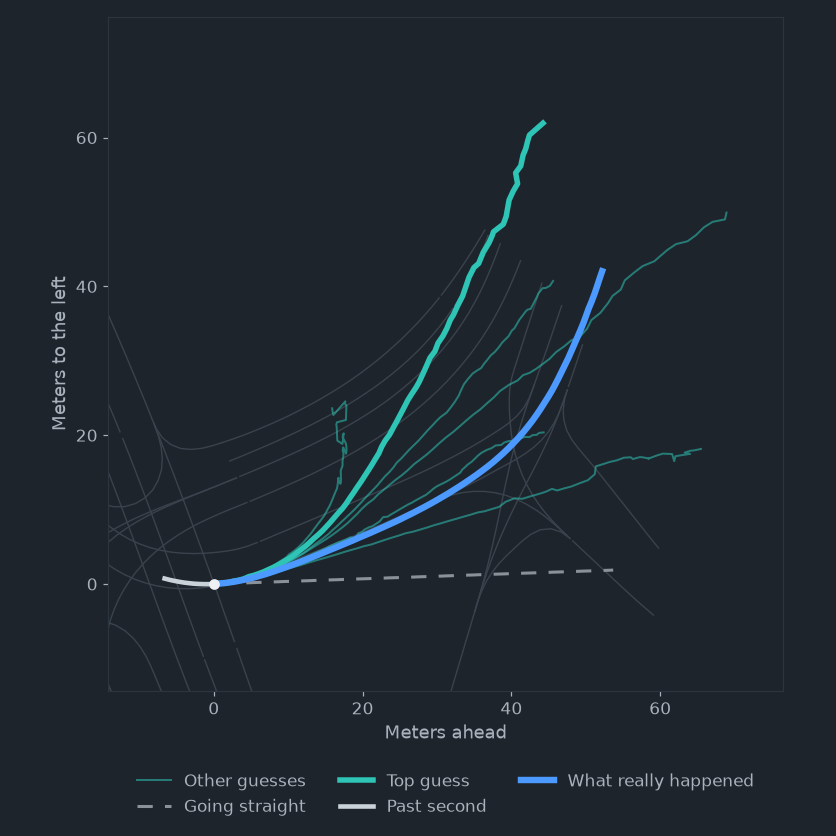 60
40
20
0
Meters to the left
0 20 40 60
Meters ahead
Other guesses Top guess What really happened
Going straight Past second